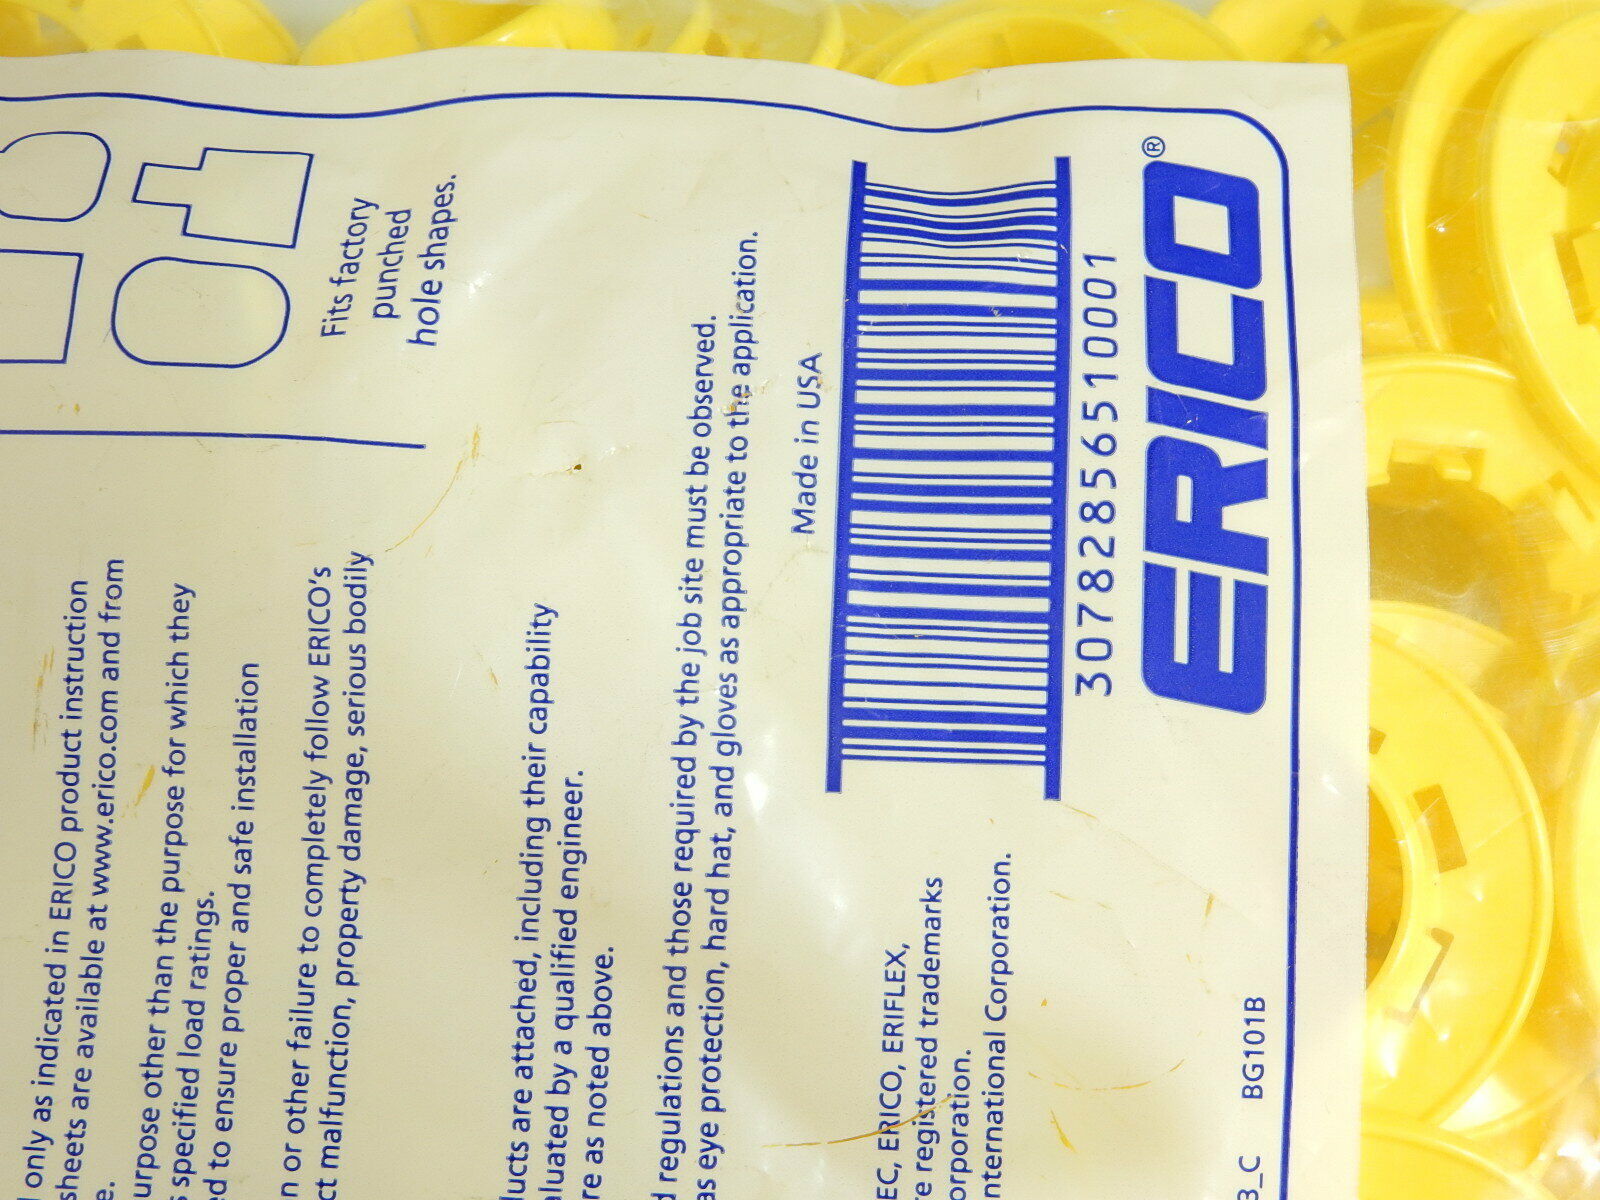 Fits factory
punched
hole shapes.
only as indicated in ERICO product instruction
sheets are available at www.erico.com and from
e.
urpose other than the purpose for which they
s specified load ratings.
ed to ensure proper and safe installation
n or other failure to completely follow ERICO's
ct malfunction, property damage, serious bodily
ducts are attached, including their capability
aluated by a qualified engineer.
re as noted above.
d regulations and those required by the job site must be observed.
as eye protection, hard hat, and gloves as appropriate to the application.
Made in USA
EC, ERICO, ERIFLEX,
e registered trademarks
orporation.
nternational Corporation.
30782856510001
ERICO®
3_C BG101B